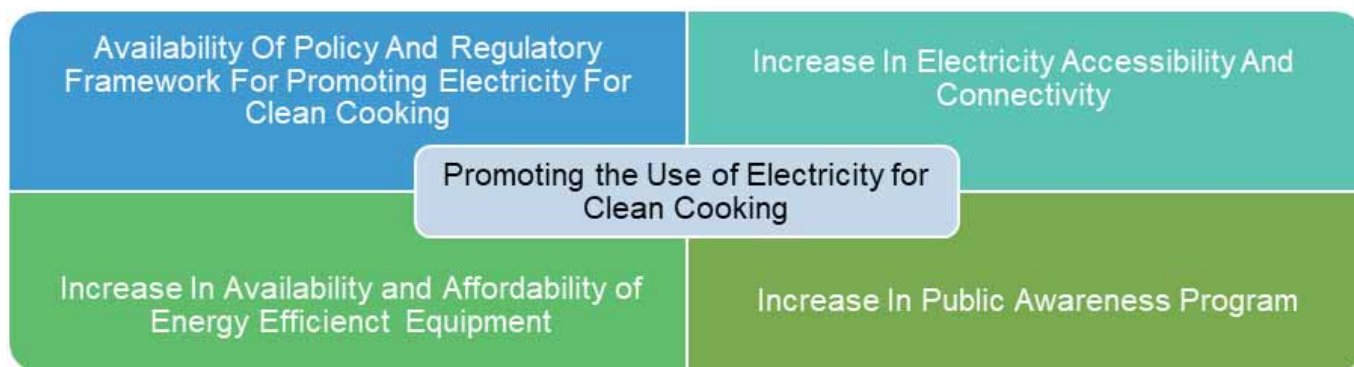 Availability Of Policy And Regulatory
Framework For Promoting Electricity For
Clean Cooking
Increase In Electricity Accessibility And
Connectivity
Promoting the Use of Electricity for
Clean Cooking
Increase In Availability and Affordability of
Energy Efficienct Equipment
Increase In Public Awareness Program